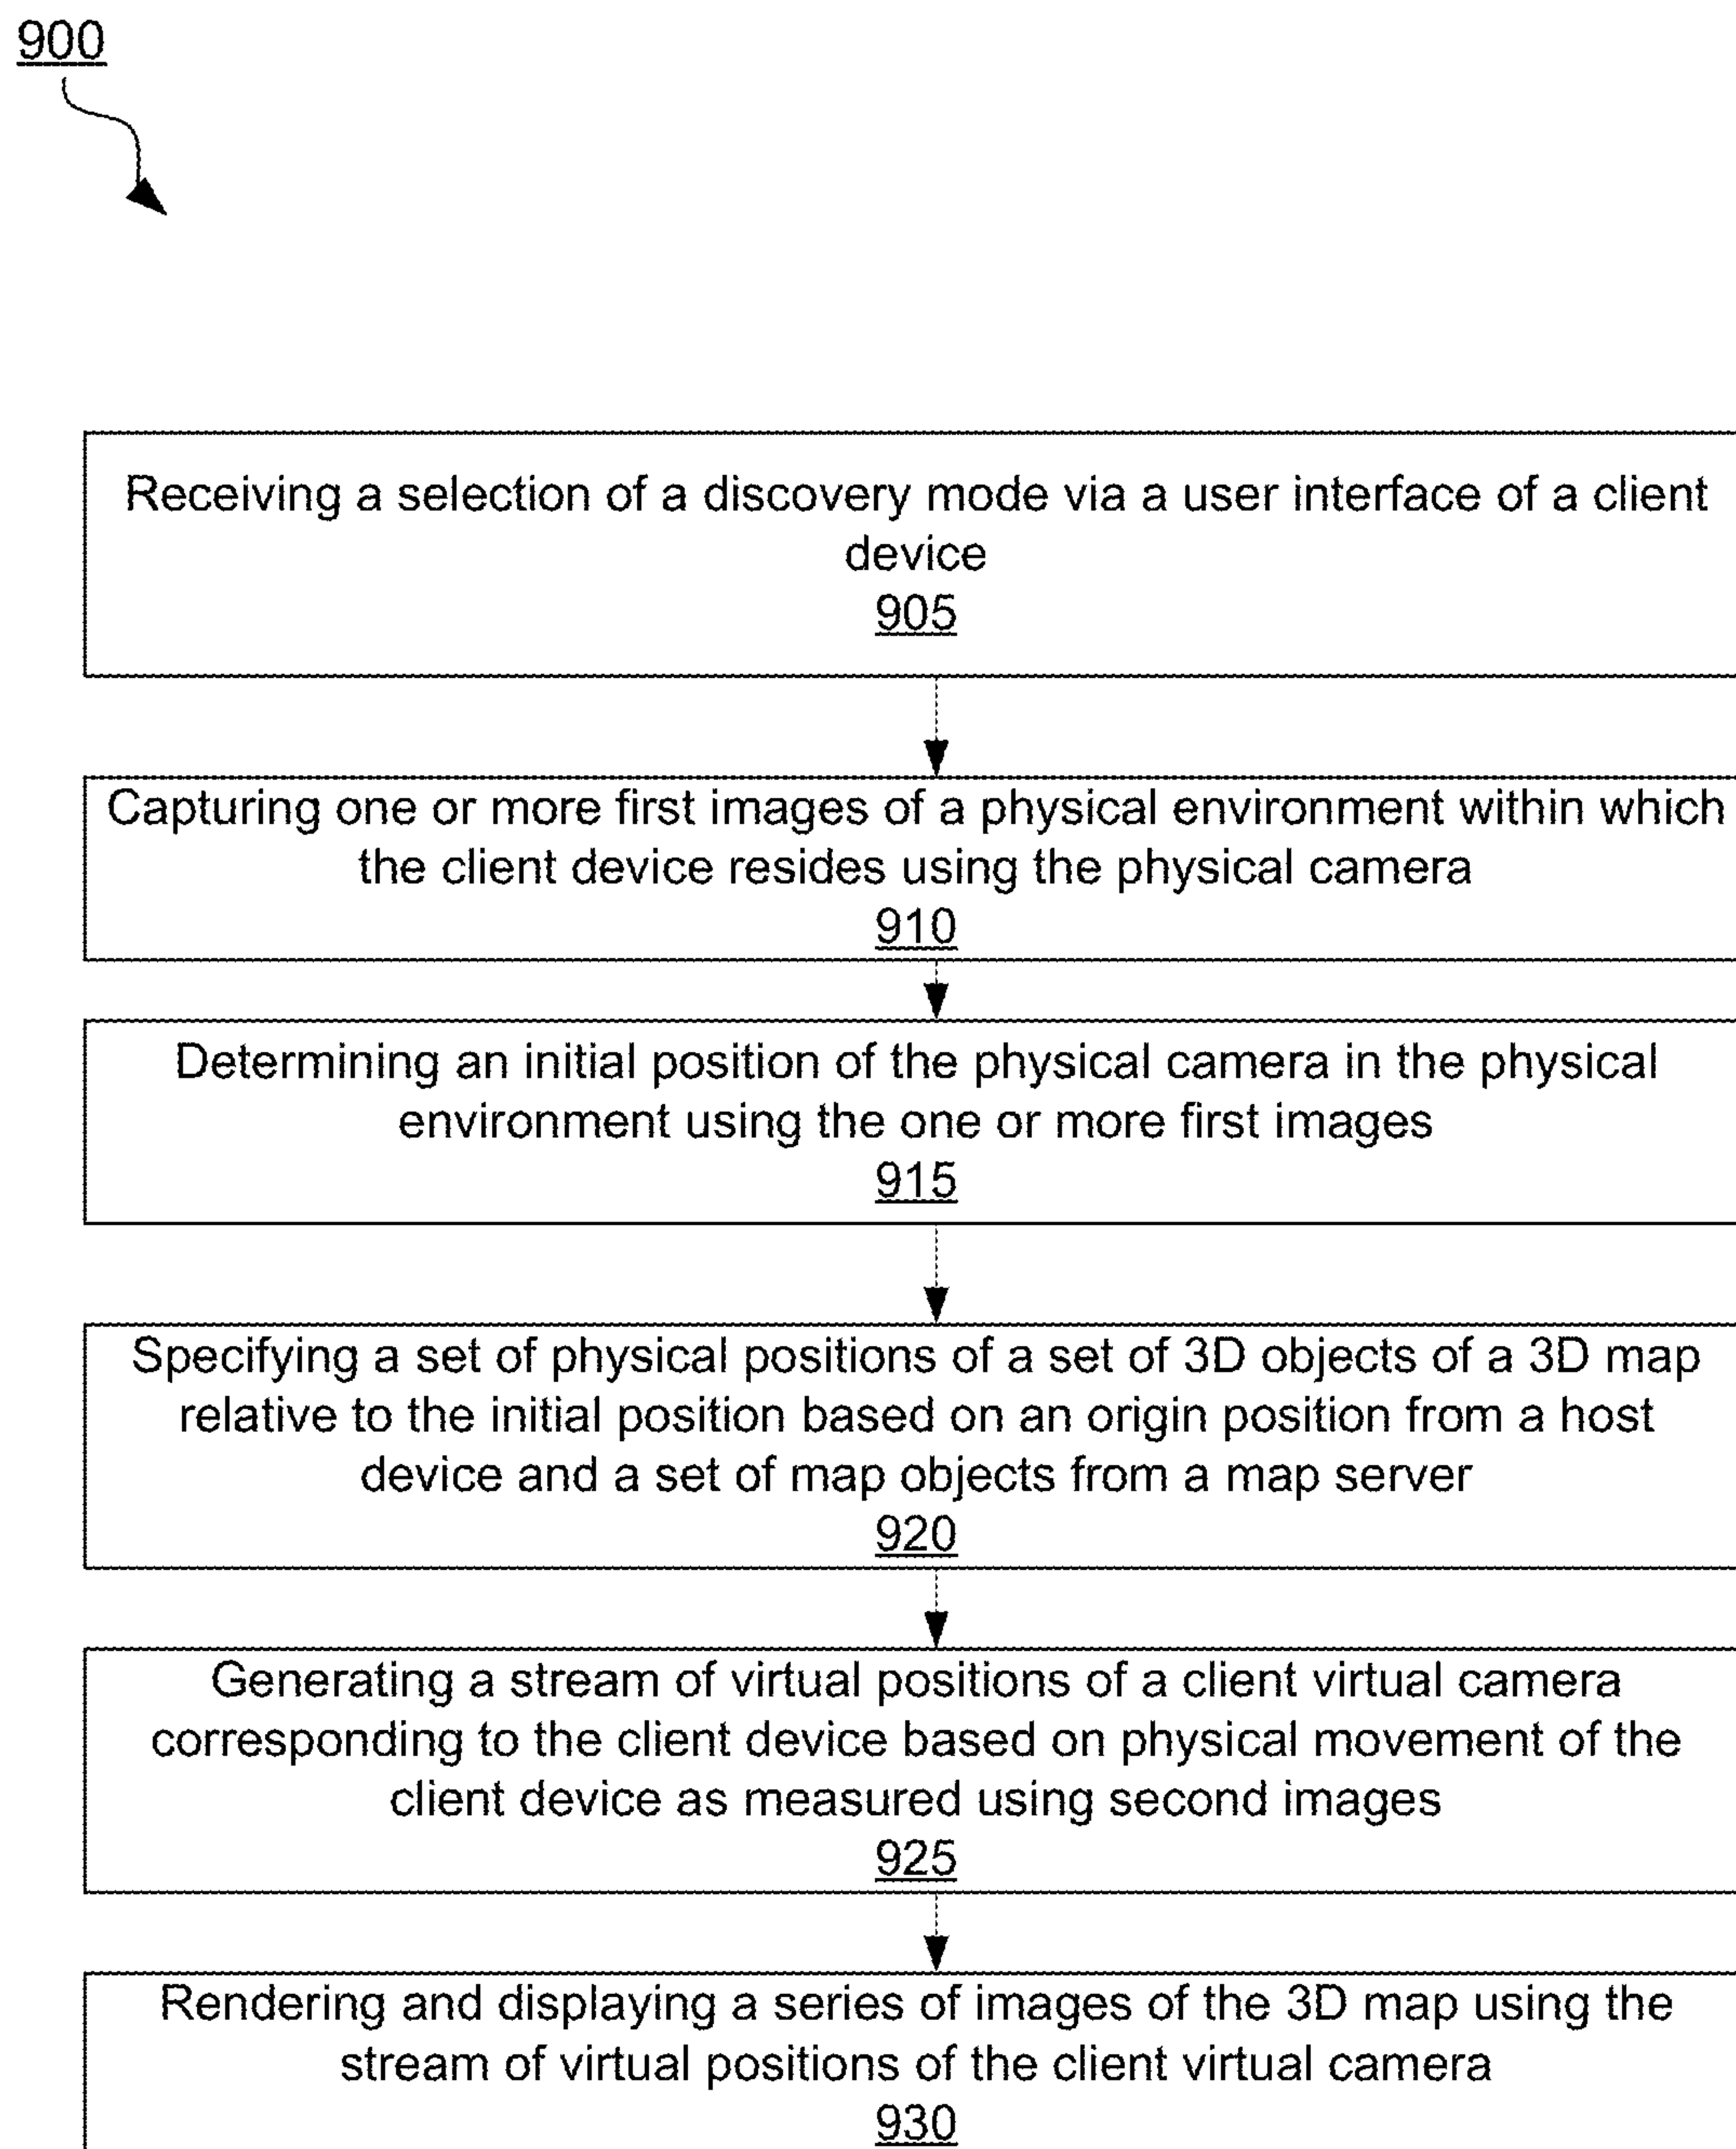 900
Receiving a selection of a discovery mode via a user interface of a client
device
905
Capturing one or more first images of a physical environment within which
the client device resides using the physical camera
910
Determining an initial position of the physical camera in the physical
environment using the one or more first images
915
Specifying a set of physical positions of a set of 3D objects of a 3D map
relative to the initial position based on an origin position from a host
device and a set of map objects from a map server
920
Generating a stream of virtual positions of a client virtual camera
corresponding to the client device based on physical movement of the
client device as measured using second images
925
Rendering and displaying a series of images of the 3D map using the
stream of virtual positions of the client virtual camera
930